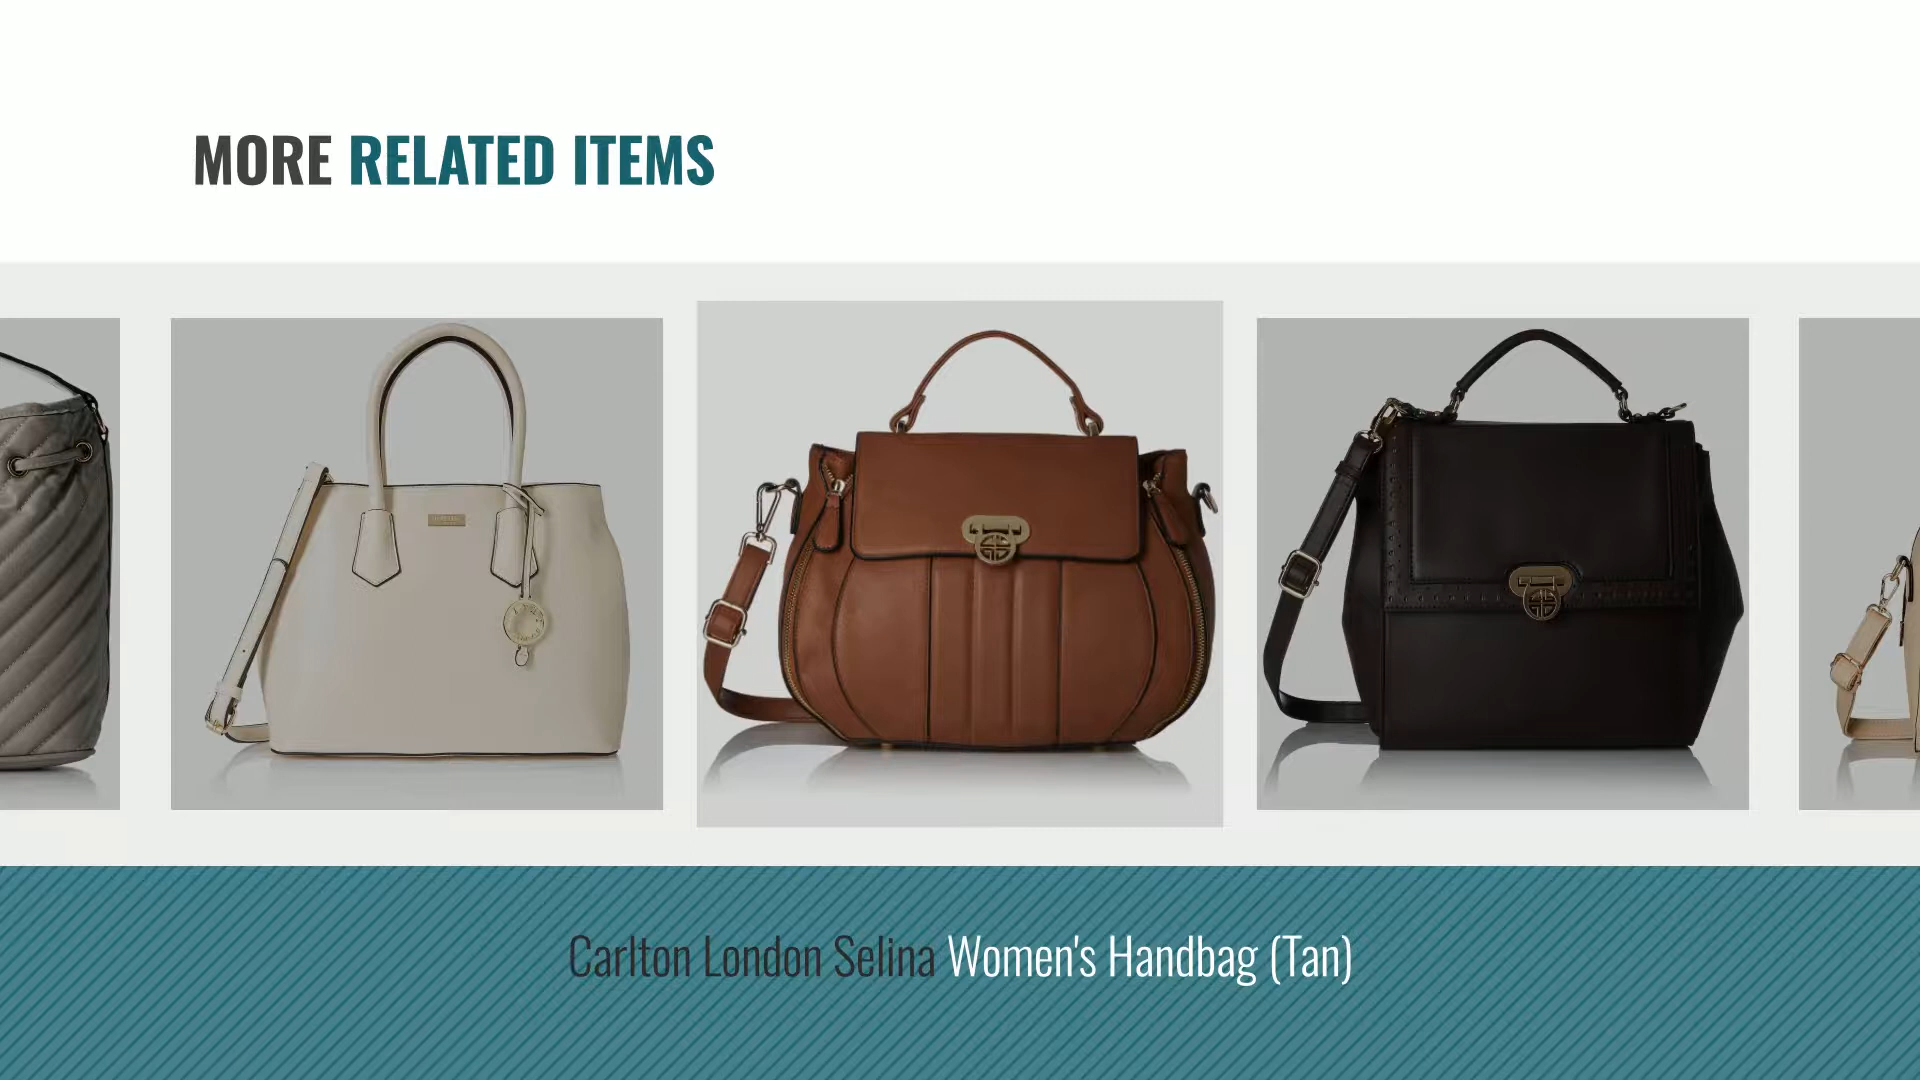 MORE RELATED ITEMS
Carlton London Selina Women's Handbag (Tan)